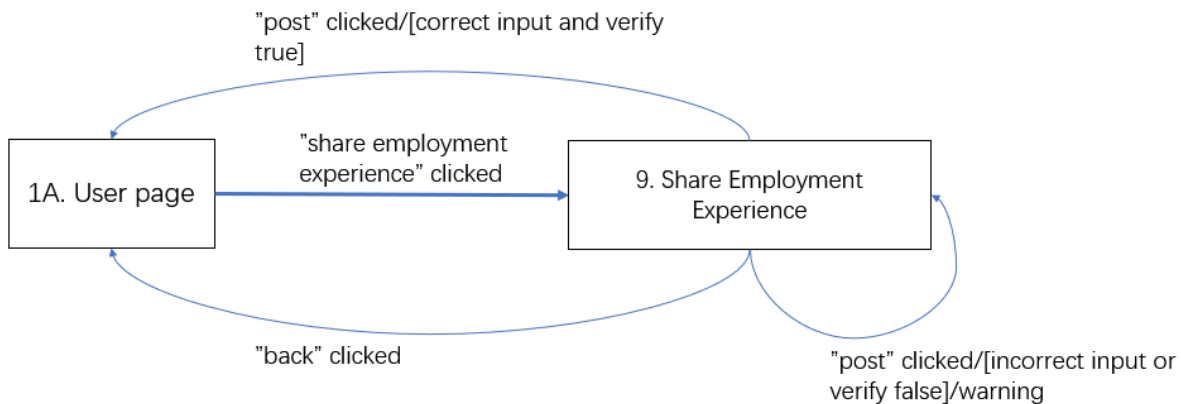 ”post” clicked/[correct input and verify
true]
”share employment
experience” clicked
1A. User page
9. Share Employment
Experience
”back” clicked
”post” clicked/[incorrect input or
verify false]/warning